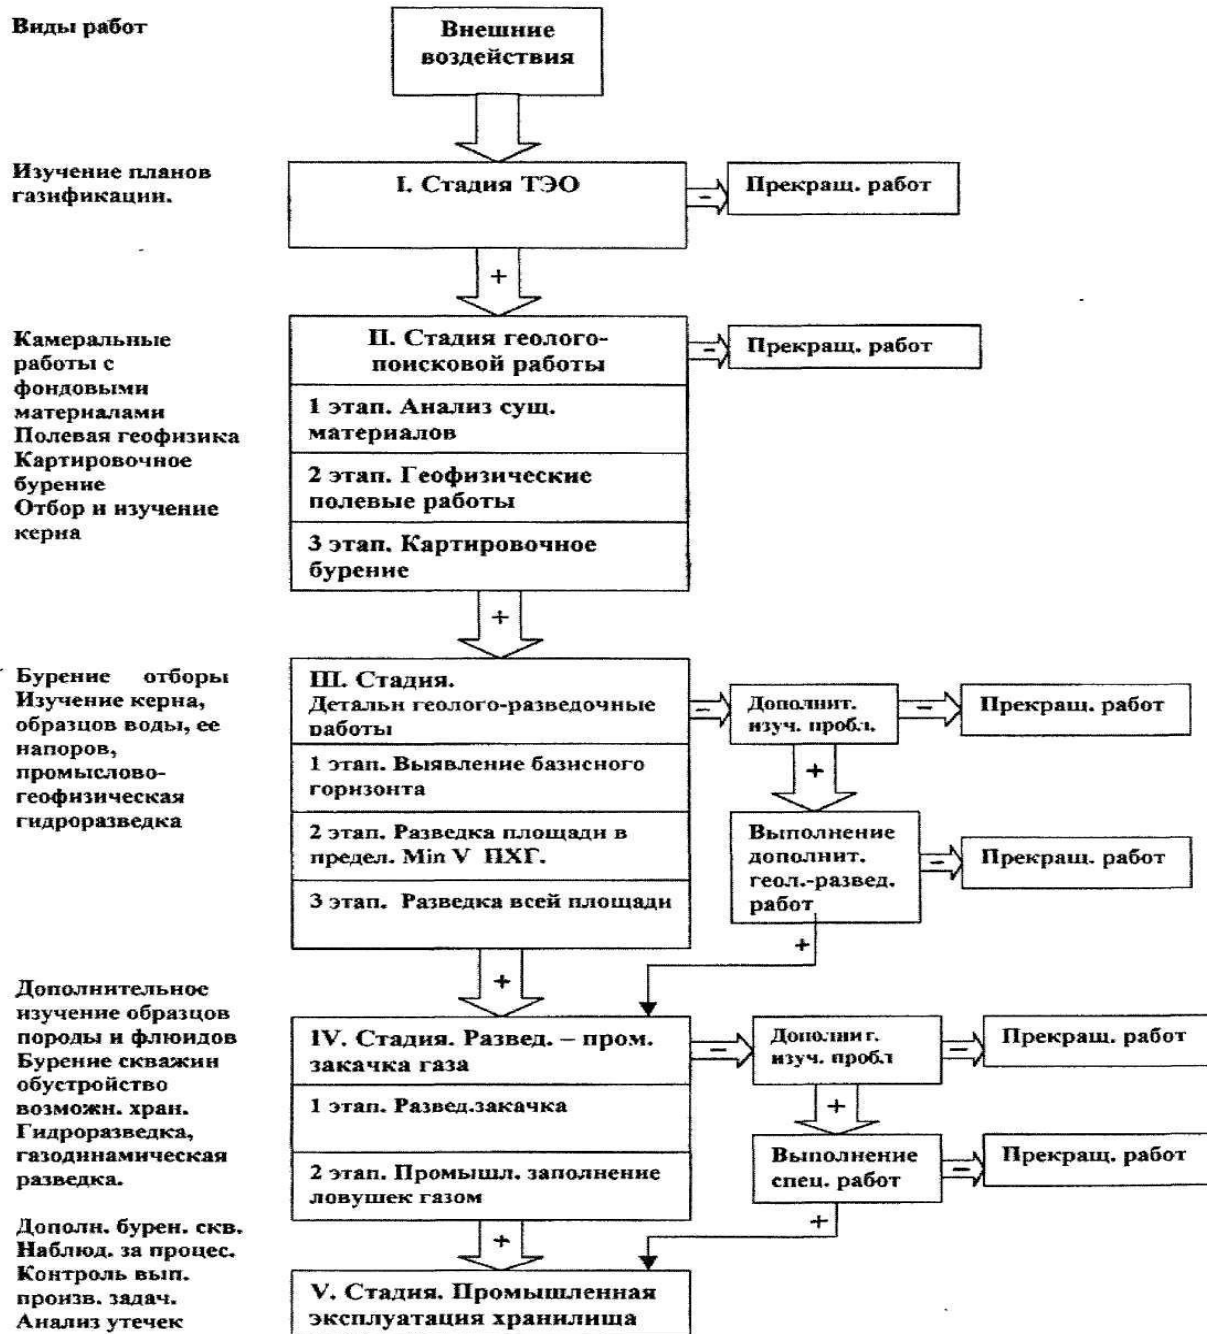 Виды работ
Внешние
воздействия
Изучение планов
газификации.
I. Стадия ТЭО
-
Прекращ. работ
+
Камеральные
работы с
фондовыми
материалами
Полевая геофизика
Картировочное
бурение
Отбор и изучение
керна
II. Стадия геолого-
поисковой работы
-
Прекращ. работ
1 этап. Анализ сущ.
материалов
2 этап. Геофизические
полевые работы
3 этап. Картировочное
бурение
+
Бурение отборы
Изучение керна,
образцов воды, ее
напоров,
промыслово-
геофизическая
гидроразведка
III. Стадия.
Детальн геолого-разведочные
работы
-
Дополнит.
изуч. пробл.
-
Прекращ. работ
1 этап. Выявление базисного
горизонта
+
2 этап. Разведка площади в
предел. Min V ПХГ.
Выполнение
дополнит.
геол.-развед.
работ
-
Прекращ. работ
3 этап. Разведка всей площади
+
+
Дополнительное
изучение образцов
породы и флюидов
Бурение скважин
обустройство
возможн. хран.
Гидроразведка,
газодинамическая
разведка.
IV. Стадия. Развед. – пром.
закачка газа
-
Дополнит.
изуч. пробл
-
Прекращ. работ
1 этап. Развед.закачка
+
2 этап. Промышл. заполнение
ловушек газом
Выполнение
спец. работ
-
Прекращ. работ
+
+
Дополн. бурен. скв.
Наблюд. за процес.
Контроль вып.
произв. задач.
Анализ утечек
V. Стадия. Промышленная
эксплуатация хранилища